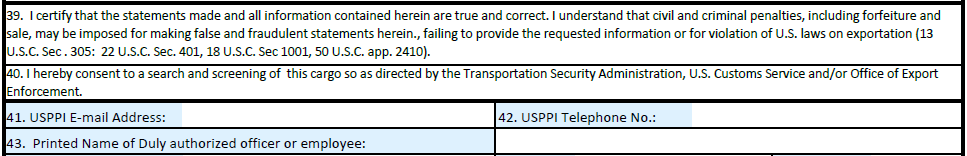 39.  I certify that the statements made and all information contained herein are true and correct. I understand that civil and criminal penalties, including forfeiture and
sale, may be imposed for making false and fraudulent statements herein., failing to provide the requested information or for violation of U.S. laws on exportation (13
U.S.C. Sec . 305:  22 U.S.C. Sec. 401, 18 U.S.C. Sec 1001, 50 U.S.C. app. 2410).
40. I hereby consent to a search and screening of  this cargo so as directed by the Transportation Security Administration, U.S. Customs Service and/or Office of Export
Enforcement.
41. USPPI E-mail Address:
42. USPPI Telephone No.:
43.  Printed Name of Duly authorized officer or employee: